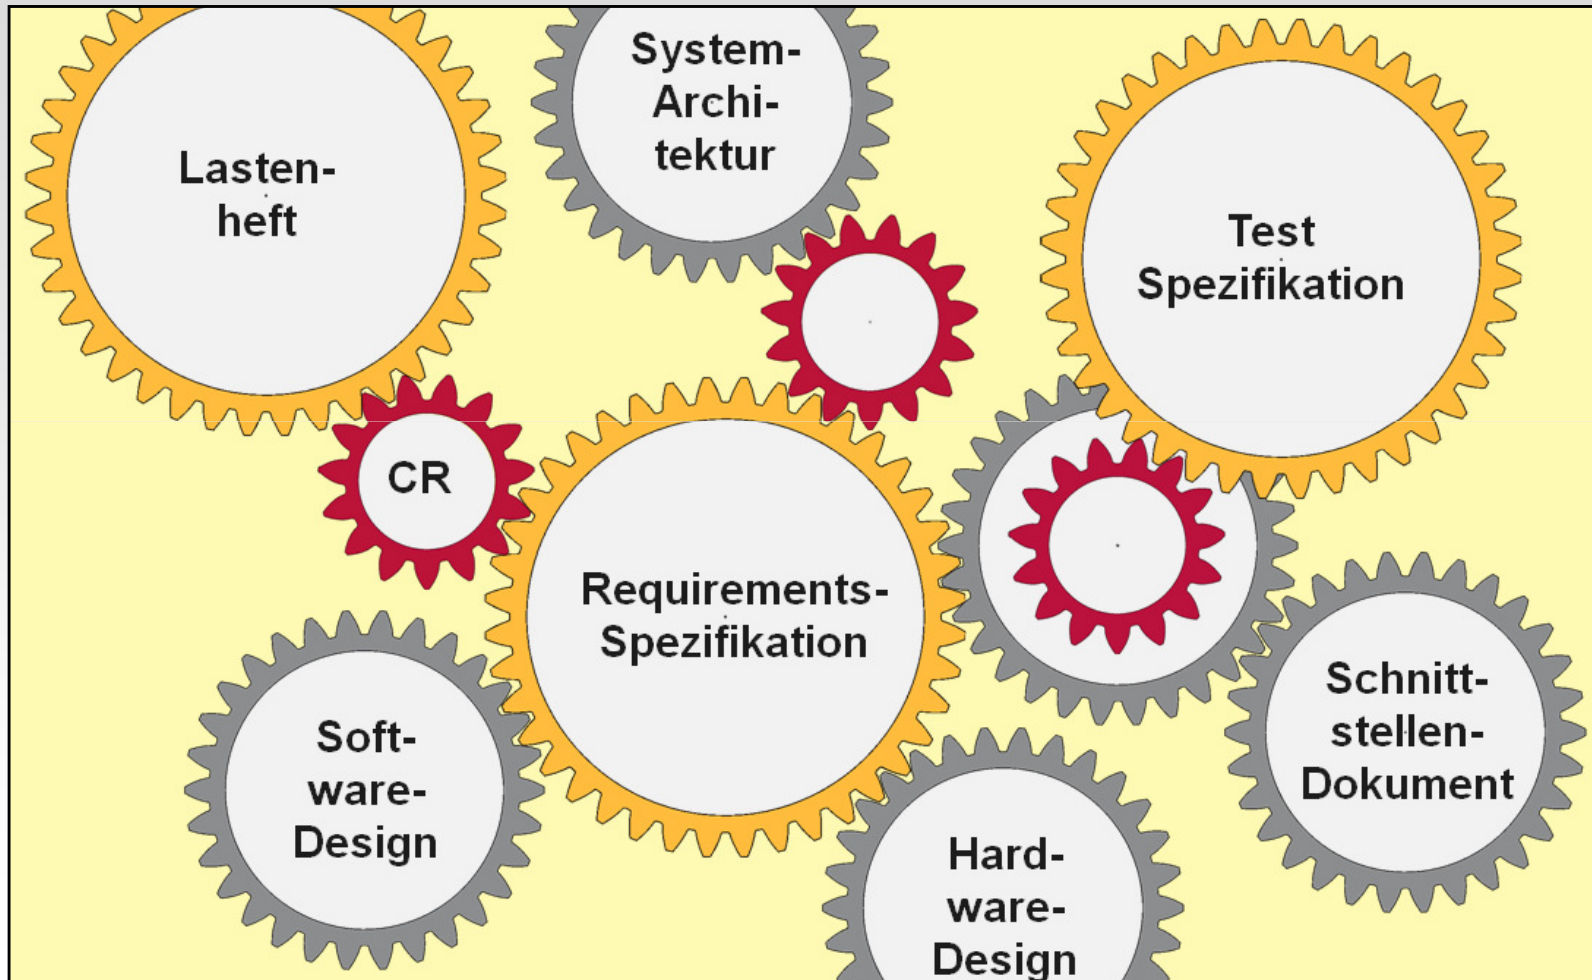 System-
Archi-
tektur
Lasten-
heft
Test
Spezifikation
CR
Requirements-
Spezifikation
Schnitt-
stellen-
Dokument
Soft-
ware-
Design
Hard-
ware-
Design